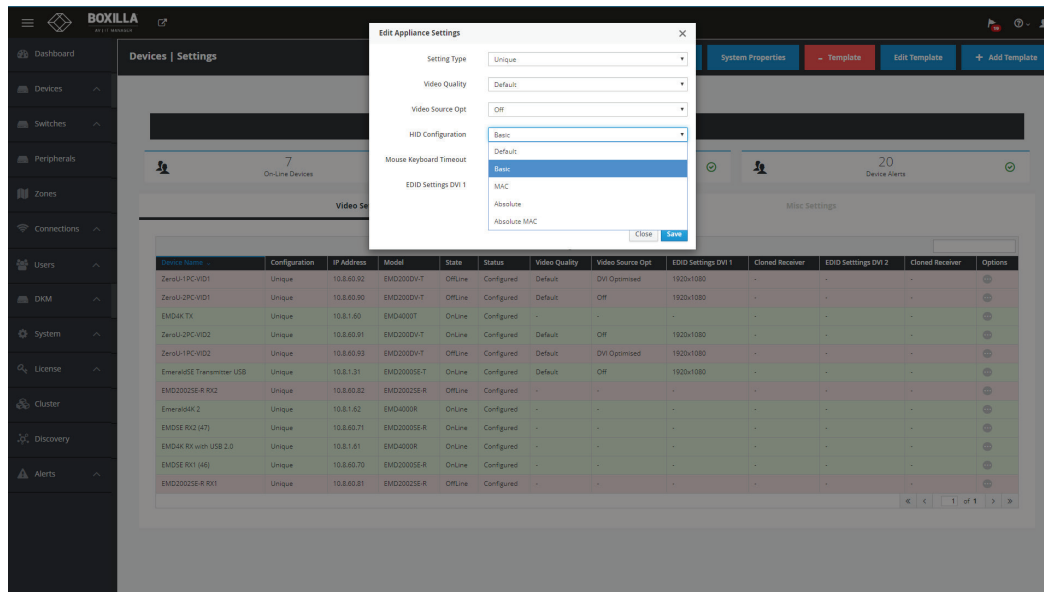 BOXILLA
Dashboard
Devices
Switches
Peripherals
Zones
Connections
Users
DKM
System
License
Cluster
Discovery
Alerts
Devices | Settings
System Properties
Template
Edit Template
+ Add Template
7
On-Line Devices
20
Device Alerts
Misc Settings
Edit Appliance Settings
Setting Type Unique
Video Quality Default
Video Source Opt Off
HID Configuration Basic
Mouse Keyboard Timeout
EDID Settings DVI 1
Default
Basic
MAC
Absolute
Absolute MAC
Close Save
Device Name Configuration IP Address Model State Status Video Quality Video Source Opt EDID Settings DVI 1 Cloned Receiver EDID Setttings DVI 2 Cloned Receiver Options
ZeroU-1PC-VID1 Unique 10.8.60.92 EMD200DV-T OffLine Configured Default DVI Optimised 1920x1080 - - -
ZeroU-2PC-VID1 Unique 10.8.60.90 EMD200DV-T OffLine Configured Default Off 1920x1080 - - -
EMD4K TX Unique 10.8.1.60 EMD4000T OnLine Configured - - - - - -
ZeroU-2PC-VID2 Unique 10.8.60.91 EMD200DV-T OnLine Configured Default Off 1920x1080 - - -
ZeroU-1PC-VID2 Unique 10.8.60.93 EMD200DV-T OffLine Configured Default DVI Optimised 1920x1080 - - -
EmeraldSE Transmitter USB Unique 10.8.1.31 EMD2000SE-T OnLine Configured Default Off 1920x1080 - - -
EMD2002SE-R RX2 Unique 10.8.60.82 EMD2002SE-R OffLine Configured - - - - - -
Emerald4K 2 Unique 10.8.1.62 EMD4000R OnLine Configured - - - - - -
EMDSE RX2 (47) Unique 10.8.60.71 EMD2000SE-R OnLine Configured - - - - - -
EMD4K RX with USB 2.0 Unique 10.8.1.61 EMD4000R OnLine Configured - - - - - -
EMDSE RX1 (46) Unique 10.8.60.70 EMD2000SE-R OnLine Configured - - - - - -
EMD2002SE-R RX1 Unique 10.8.60.81 EMD2002SE-R OffLine Configured - - - - - -
1 of 1